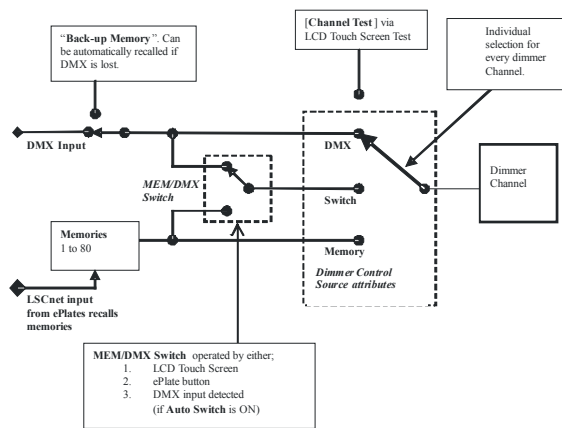 "Back-up Memory". Can
be automatically recalled if
DMX is lost.
[Channel Test ] via
LCD Touch Screen Test
Individual
selection for
every dimmer
Channel.
DMX Input
DMX
MEM/DMX
Switch
Switch
Dimmer
Channel
Memories
1 to 80
Memory
Dimmer Control
Source attributes
LSCnet input
from ePlates recalls
memories
MEM/DMX Switch operated by either;
1. LCD Touch Screen
2. ePlate button
3. DMX input detected
(if Auto Switch is ON)